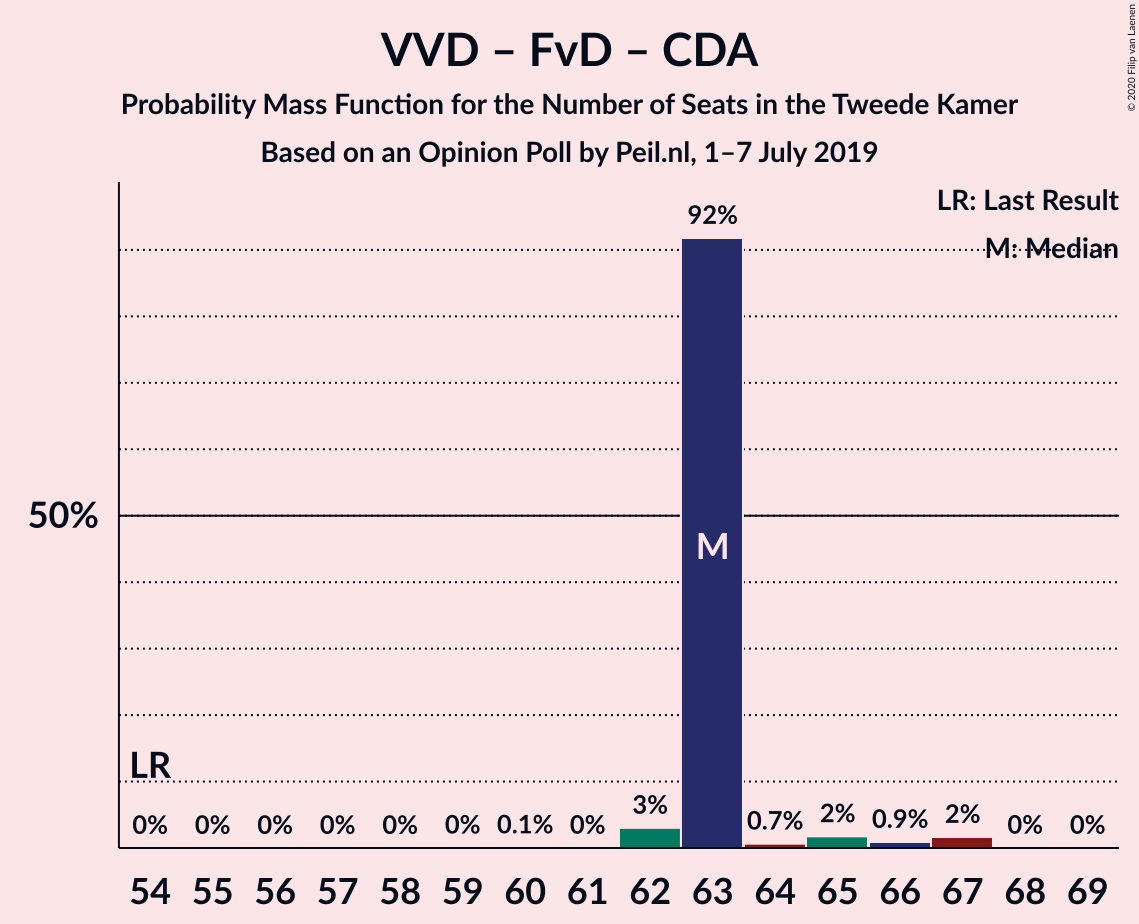 VVD – FvD – CDA
Probability Mass Function for the Number of Seats in the Tweede Kamer
Based on an Opinion Poll by Peil.nl, 1–7 July 2019
© 2020 Filip van Laenen
LR: Last Result
M: Median
92%
50%
M
LR
0% 0% 0% 0% 0% 0% 0.1% 0% 3% 0.7% 2% 0.9% 2% 0% 0%
54 55 56 57 58 59 60 61 62 63 64 65 66 67 68 69